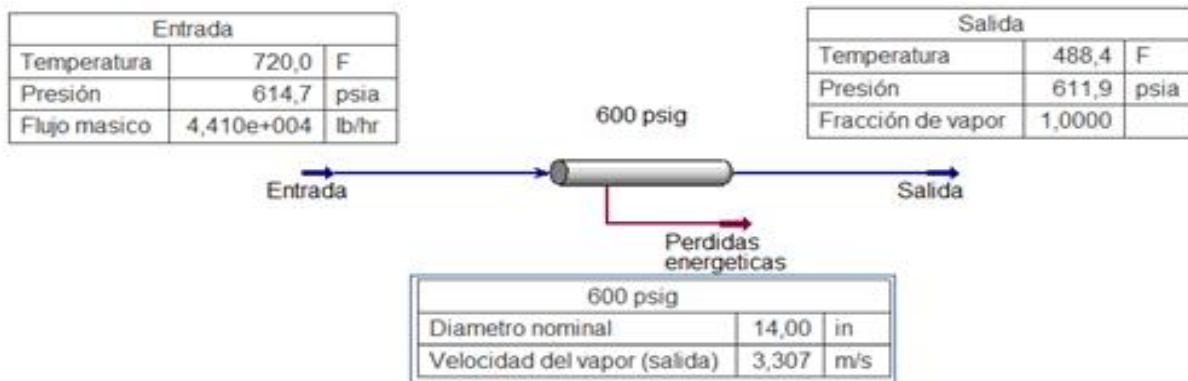 Entrada
Temperatura 720,0 F
Presión 614,7 psia
Flujo masico 4,410e+004 lb/hr
Salida
Temperatura 488,4 F
Presión 611,9 psia
Fracción de vapor 1,0000
600 psig
Entrada
Salida
Perdidas
energeticas
600 psig
Diametro nominal 14,00 in
Velocidad del vapor (salida) 3,307 m/s